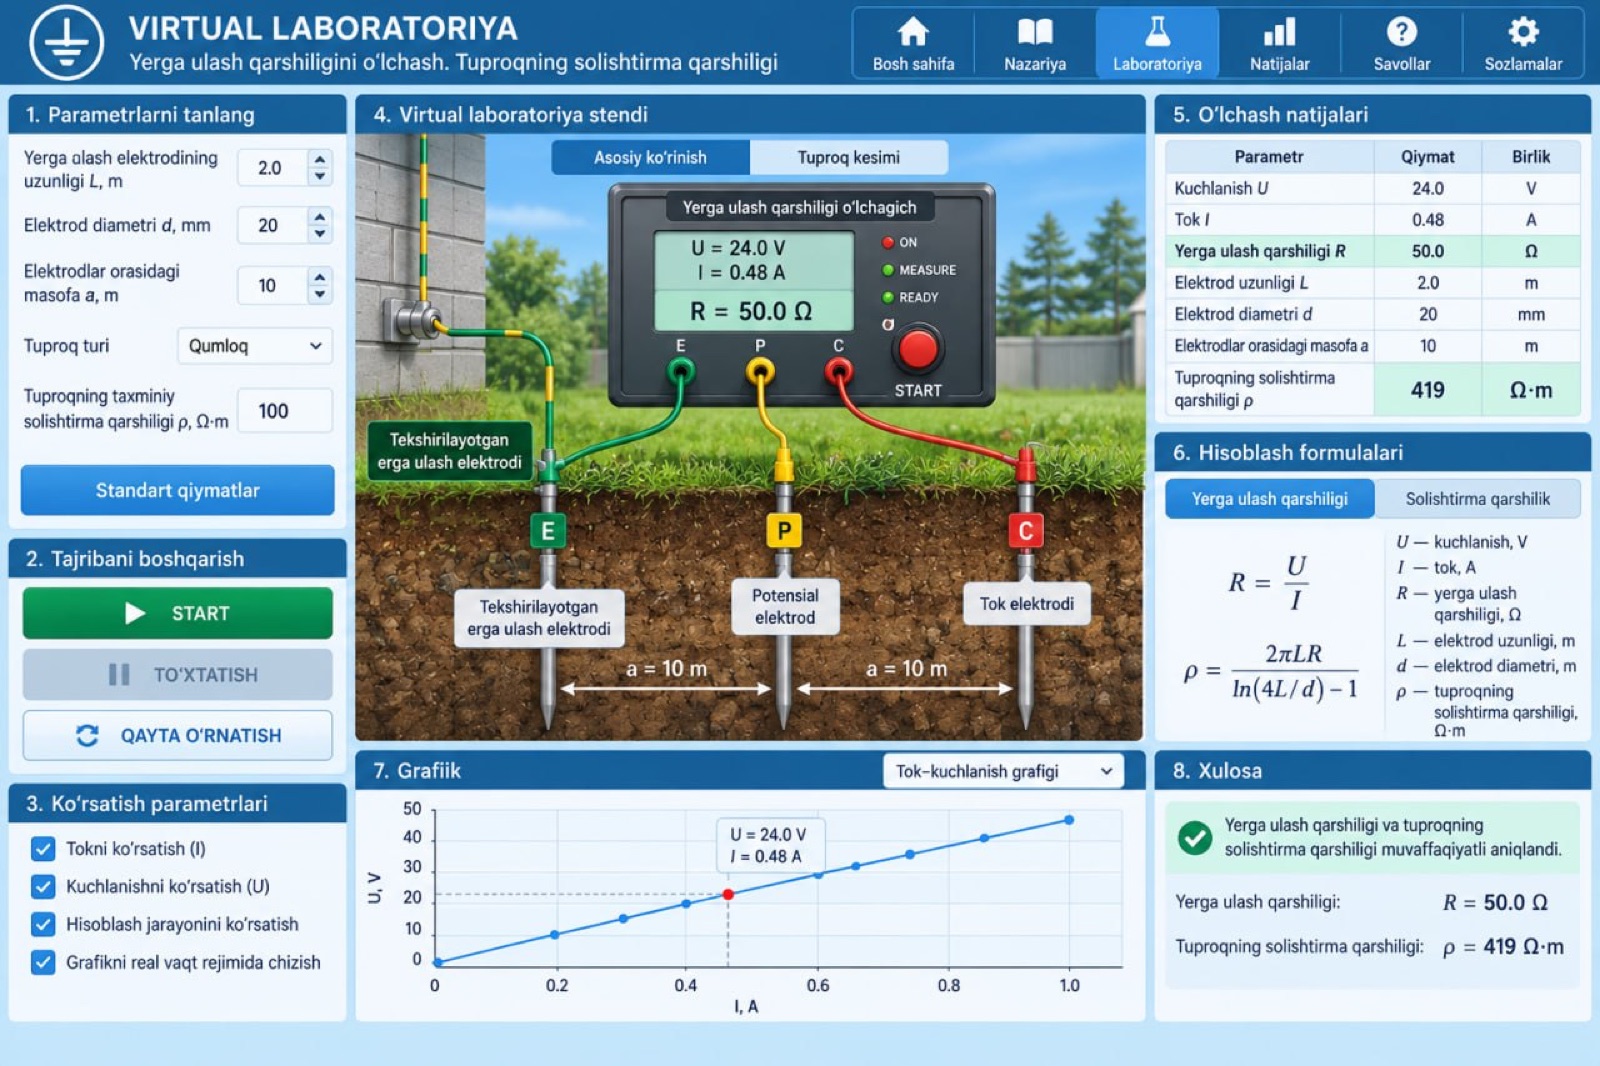 VIRTUAL LABORATORIYA
Yerga ulash qarshiligini o‘lchash. Tuproqning solishtirma qarshiligi
Bosh sahifa
Nazariya
Laboratoriya
Natijalar
Savollar
Sozlamalar
1. Parametrlarni tanlang
Yerga ulash elektrodining
uzunligi L, m
2.0
Elektrod diametri d, mm
20
Elektrodlar orasidagi
masofa a, m
10
Tuproq turi
Qumloq
Tuproqning taxminiy
solishtirma qarshiligi ρ, Ω·m
100
Standart qiymatlar
2. Tajribani boshqarish
START
TO‘XTATISH
QAYTA O‘RNATISH
3. Ko‘rsatish parametrlari
Tokni ko‘rsatish (I)
Kuchlanishni ko‘rsatish (U)
Hisoblash jarayonini ko‘rsatish
Grafikni real vaqt rejimida chizish
4. Virtual laboratoriya stendi
Asosiy ko‘rinish
Tuproq kesimi
Yerga ulash qarshiligi o‘lchagich
U = 24.0 V
I = 0.48 A
R = 50.0 Ω
ON
MEASURE
READY
E
P
C
START
Tekshirilayotgan
erga ulash elektrodi
E
P
C
Tekshirilayotgan
erga ulash elektrodi
Potensial
elektrod
Tok elektrodi
a = 10 m
a = 10 m
7. Grafiik
Tok–kuchlanish grafigi
U, V
50
40
30
20
10
0
U = 24.0 V
I = 0.48 A
0
0.2
0.4
0.6
0.8
1.0
I, A
5. O‘lchash natijalari
Parametr Qiymat Birlik
Kuchlanish U 24.0 V
Tok I 0.48 A
Yerga ulash qarshiligi R 50.0 Ω
Elektrod uzunligi L 2.0 m
Elektrod diametri d 20 mm
Elektrodlar orasidagi masofa a 10 m
Tuproqning solishtirma
qarshiligi ρ 419 Ω·m
6. Hisoblash formulalari
Yerga ulash qarshiligi
Solishtirma qarshilik
R = U / I
ρ = 2πLR / ln(4L/d) – 1
U — kuchlanish, V
I — tok, A
R — yerga ulash
qarshiligi, Ω
L — elektrod uzunligi, m
d — elektrod diametri, m
ρ — tuproqning
solishtirma qarshiligi,
Ω·m
8. Xulosa
Yerga ulash qarshiligi va tuproqning
solishtirma qarshiligi muvaffaqiyatli aniqlandi.
Yerga ulash qarshiligi: R = 50.0 Ω
Tuproqning solishtirma qarshiligi: ρ = 419 Ω·m